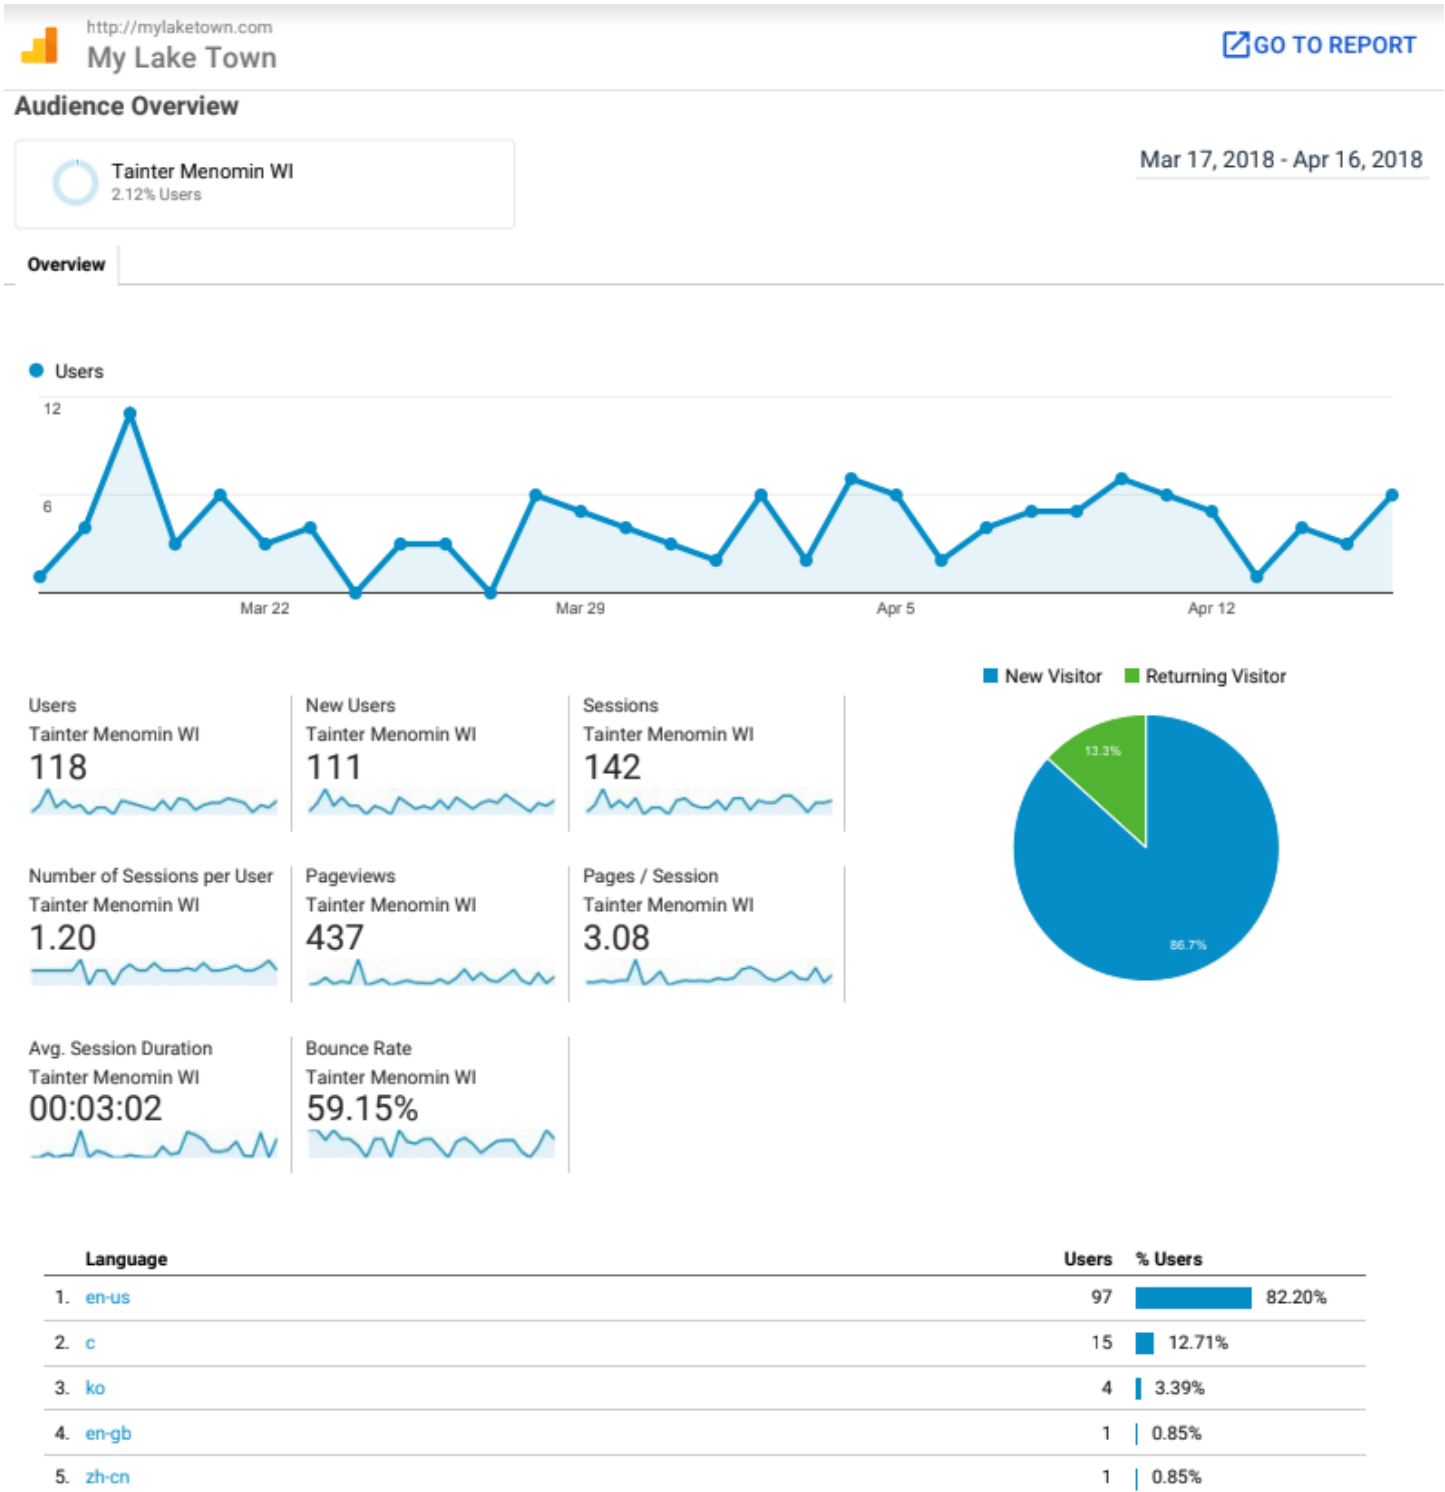 http://mylaketown.com
My Lake Town
GO TO REPORT
Audience Overview
Tainter Menomin WI
2.12% Users
Mar 17, 2018 - Apr 16, 2018
Overview
Users
12
6
Mar 22 Mar 29 Apr 5 Apr 12
New Visitor Returning Visitor
13.3%
86.7%
Users
Tainter Menomin WI
118
New Users
Tainter Menomin WI
111
Sessions
Tainter Menomin WI
142
Number of Sessions per User
Tainter Menomin WI
1.20
Pageviews
Tainter Menomin WI
437
Pages / Session
Tainter Menomin WI
3.08
Avg. Session Duration
Tainter Menomin WI
00:03:02
Bounce Rate
Tainter Menomin WI
59.15%
Language Users % Users
1. en-us 97 82.20%
2. c 15 12.71%
3. ko 4 3.39%
4. en-gb 1 0.85%
5. zh-cn 1 0.85%